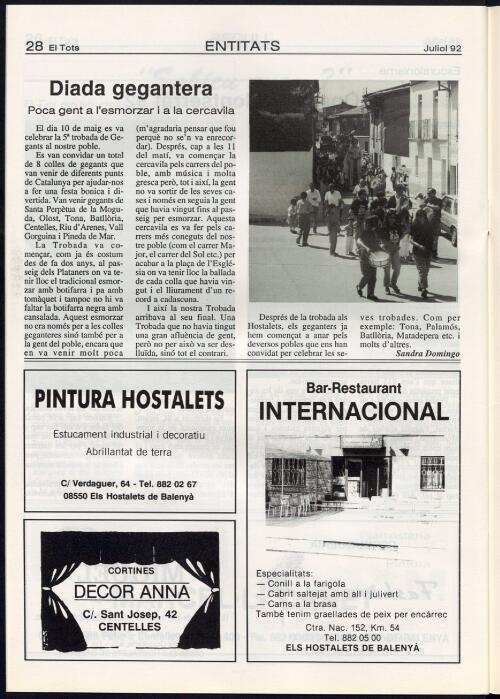 28 El Tots
ENTITATS
Juliol 92
Diada gegantera
Poca gent a l'esmorzar i a la cercavila
El dia 10 de maig es va
celebrar la 5ª trobada de Ge-
gants al nostre poble.
Es van convidar un total
de 8 colles de gegants que
van venir de diferents punts
de Catalunya per ajudar-nos
a fer una festa bonica i di-
vertida. Van venir gegants de
Santa Perpètua de la Mogu-
da, Olost, Tona, Batllòria,
Centelles, Riu d'Arenes, Vall
Gorguina i Pineda de Mar.
La Trobada va co-
mençar, com ja és costum
des de fa dos anys, al pas-
seig dels Plataners on va te-
nir lloc el tradicional esmor-
zar amb botifarra i pa amb
tomàquet i tampoc no hi va
faltar la botifarra negra amb
cansalada. Aquest esmorzar
no era només per a les colles
geganteres sinó també per a
la gent del poble, encara que
en va venir molt poca
(m'agradaria pensar que fou
perquè no se'n va enrecor-
dar). Després, cap a les 11
del matí, va començar la
cercavila pels carrers del po-
ble, amb música i molta
gresca però, tot i això, la gent
no va sortir de les seves ca-
ses i només en seguia la gent
que havia vingut fins al pas-
seig per esmorzar. Aquesta
cercavila es va fer pels car-
rers més coneguts del nos-
tre poble (com el carrer Ma-
jor, el carrer del Sol etc.) per
acabar a la plaça de l'Esglé-
sia on va tenir lloc la ballada
de cada colla que havia vin-
gut i el lliurament d'un re-
cord a cadascuna.
I així la nostra Trobada
arribava al seu final. Una
Trobada que no havia tingut
una gran afluència de gent,
però no per això va ser des-
lluïda, sinó tot el contrari.
Després de la trobada als
Hostalets, els geganters ja
hem començat a anar pels
deversos pobles que ens han
convidat per celebrar les se-
ves trobades. Com per
exemple: Tona, Palamós,
Batllòria, Matadepera etc. i
molts d'altres.
Sandra Domingo
PINTURA HOSTALETS
Estucament industrial i decoratiu
Abrillantat de terra
C/ Verdaguer, 64 - Tel. 882 02 67
08550 Els Hostalets de Balenyà
CORTINES
DECOR ANNA
C/. Sant Josep, 42
CENTELLES
Bar-Restaurant
INTERNACIONAL
Especialitats:
— Conill a la farigola
— Cabrit saltejat amb all i julivert
— Carns a la brasa
També tenim graellades de peix per encàrrec
Ctra. Nac. 152, Km. 54
Tel. 882 05 00
ELS HOSTALETS DE BALENYÀ